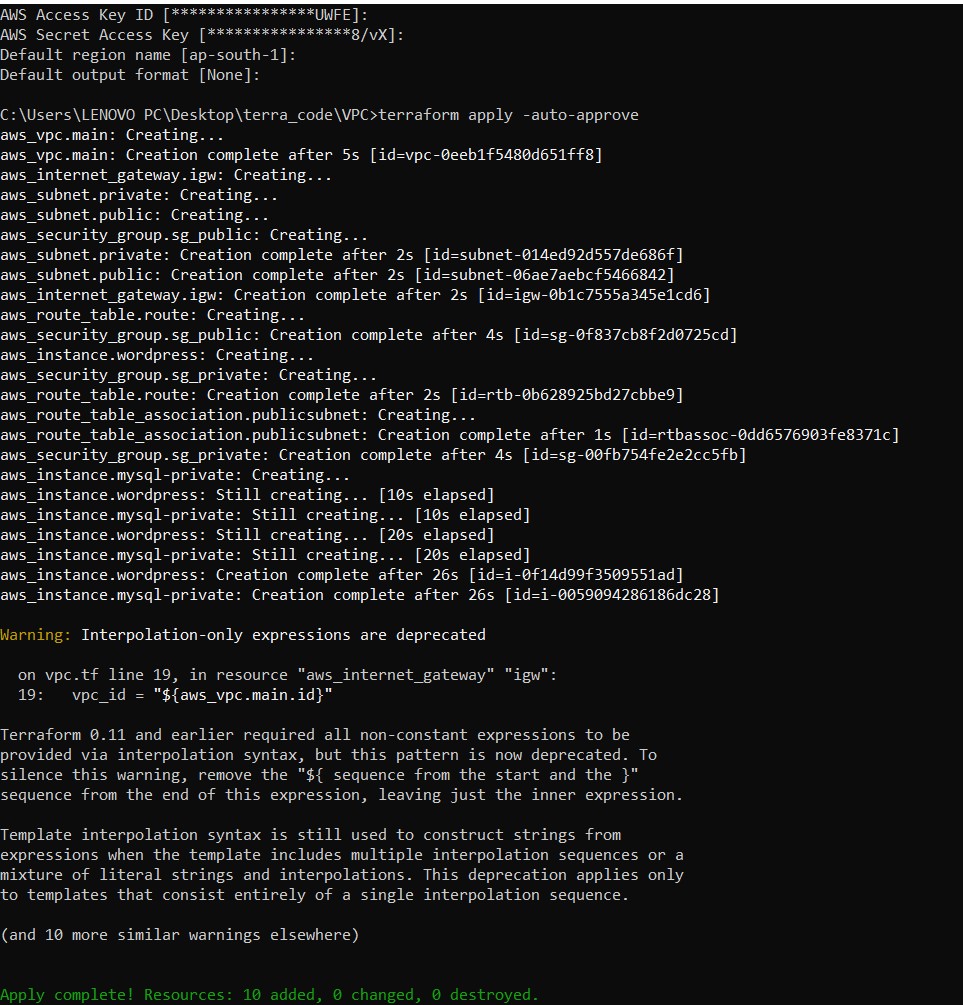 AWS Access Key ID [****************UWFE]:
AWS Secret Access Key [****************8/vX]:
Default region name [ap-south-1]:
Default output format [None]:
C:\Users\LENOVO PC\Desktop\terra_code\VPC>terraform apply -auto-approve
aws_vpc.main: Creating...
aws_vpc.main: Creation complete after 5s [id=vpc-0eeb1f5480d651ff8]
aws_internet_gateway.igw: Creating...
aws_subnet.private: Creating...
aws_subnet.public: Creating...
aws_security_group.sg_public: Creating...
aws_subnet.private: Creation complete after 2s [id=subnet-014ed92d557de686f]
aws_subnet.public: Creation complete after 2s [id=subnet-06ae7aebcf5466842]
aws_internet_gateway.igw: Creation complete after 2s [id=igw-0b1c7555a345e1cd6]
aws_route_table.route: Creating...
aws_security_group.sg_public: Creation complete after 4s [id=sg-0f837cb8f2d0725cd]
aws_instance.wordpress: Creating...
aws_security_group.sg_private: Creating...
aws_route_table.route: Creation complete after 2s [id=rtb-0b628925bd27cbbe9]
aws_route_table_association.publicsubnet: Creating...
aws_route_table_association.publicsubnet: Creation complete after 1s [id=rtbassoc-0dd6576903fe8371c]
aws_security_group.sg_private: Creation complete after 4s [id=sg-00fb754fe2e2cc5fb]
aws_instance.mysql-private: Creating...
aws_instance.wordpress: Still creating... [10s elapsed]
aws_instance.mysql-private: Still creating... [10s elapsed]
aws_instance.wordpress: Still creating... [20s elapsed]
aws_instance.mysql-private: Still creating... [20s elapsed]
aws_instance.wordpress: Creation complete after 26s [id=i-0f14d99f3509551ad]
aws_instance.mysql-private: Creation complete after 26s [id=i-0059094286186dc28]
Warning: Interpolation-only expressions are deprecated
on vpc.tf line 19, in resource "aws_internet_gateway" "igw":
19: vpc_id = "${aws_vpc.main.id}"
Terraform 0.11 and earlier required all non-constant expressions to be
provided via interpolation syntax, but this pattern is now deprecated. To
silence this warning, remove the "${ sequence from the start and the }"
sequence from the end of this expression, leaving just the inner expression.
Template interpolation syntax is still used to construct strings from
expressions when the template includes multiple interpolation sequences or a
mixture of literal strings and interpolations. This deprecation applies only
to templates that consist entirely of a single interpolation sequence.
(and 10 more similar warnings elsewhere)
Apply complete! Resources: 10 added, 0 changed, 0 destroyed.